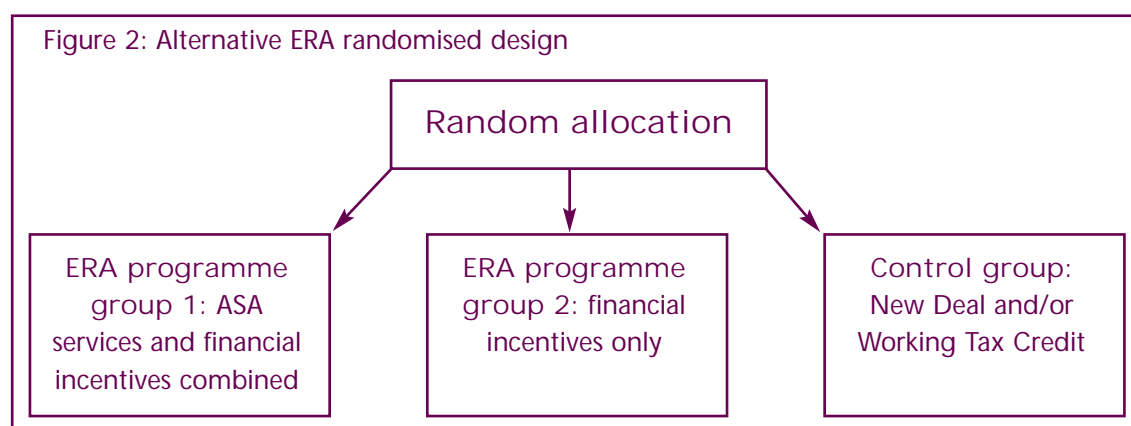 Figure 2: Alternative ERA randomised design
Random allocation
ERA programme
group 1: ASA
services and financial
incentives combined
ERA programme
group 2: financial
incentives only
Control group:
New Deal and/or
Working Tax Credit